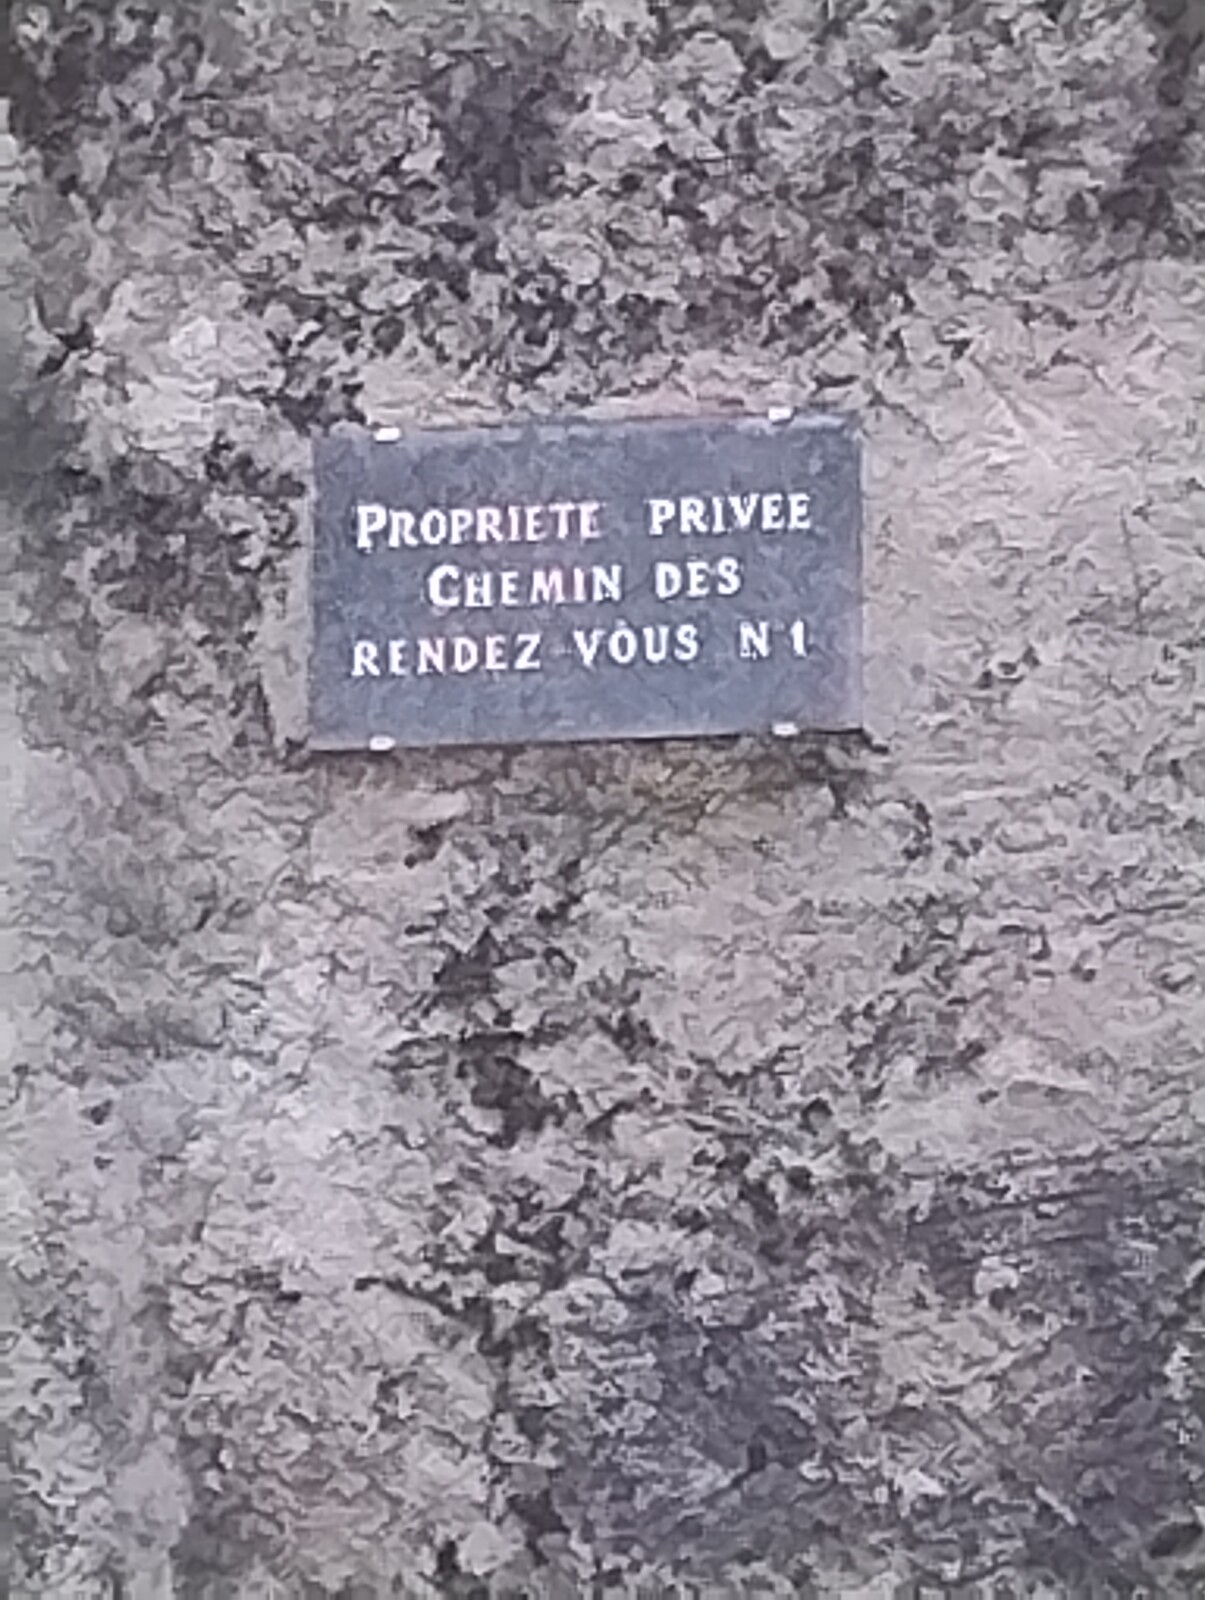 PROPRIETE PRIVEE
CHEMIN DES
RENDEZ VOUS N°1